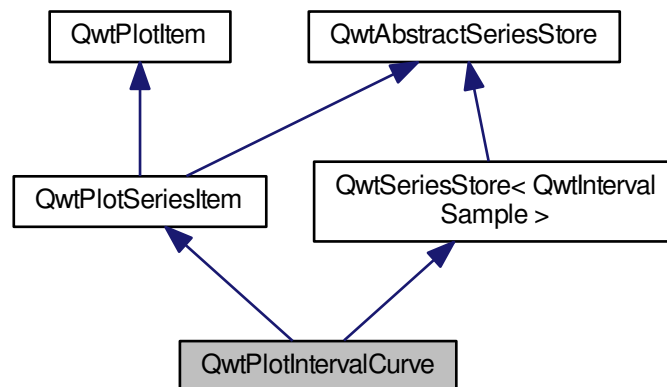 QwtPlotItem
QwtAbstractSeriesStore
QwtPlotSeriesItem
QwtSeriesStore< QwtInterval
Sample >
QwtPlotIntervalCurve